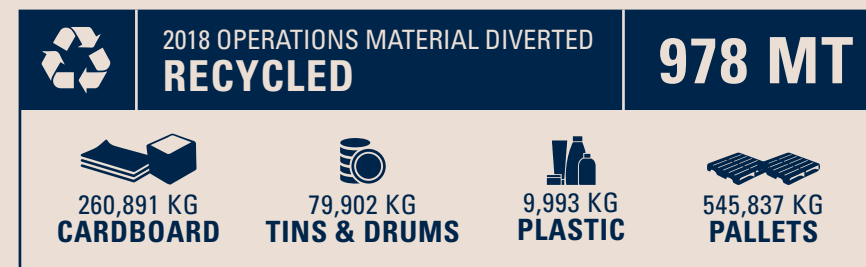 2018 OPERATIONS MATERIAL DIVERTED
RECYCLED
978 MT
260,891 KG
CARDBOARD
79,902 KG
TINS & DRUMS
9,993 KG
PLASTIC
545,837 KG
PALLETS